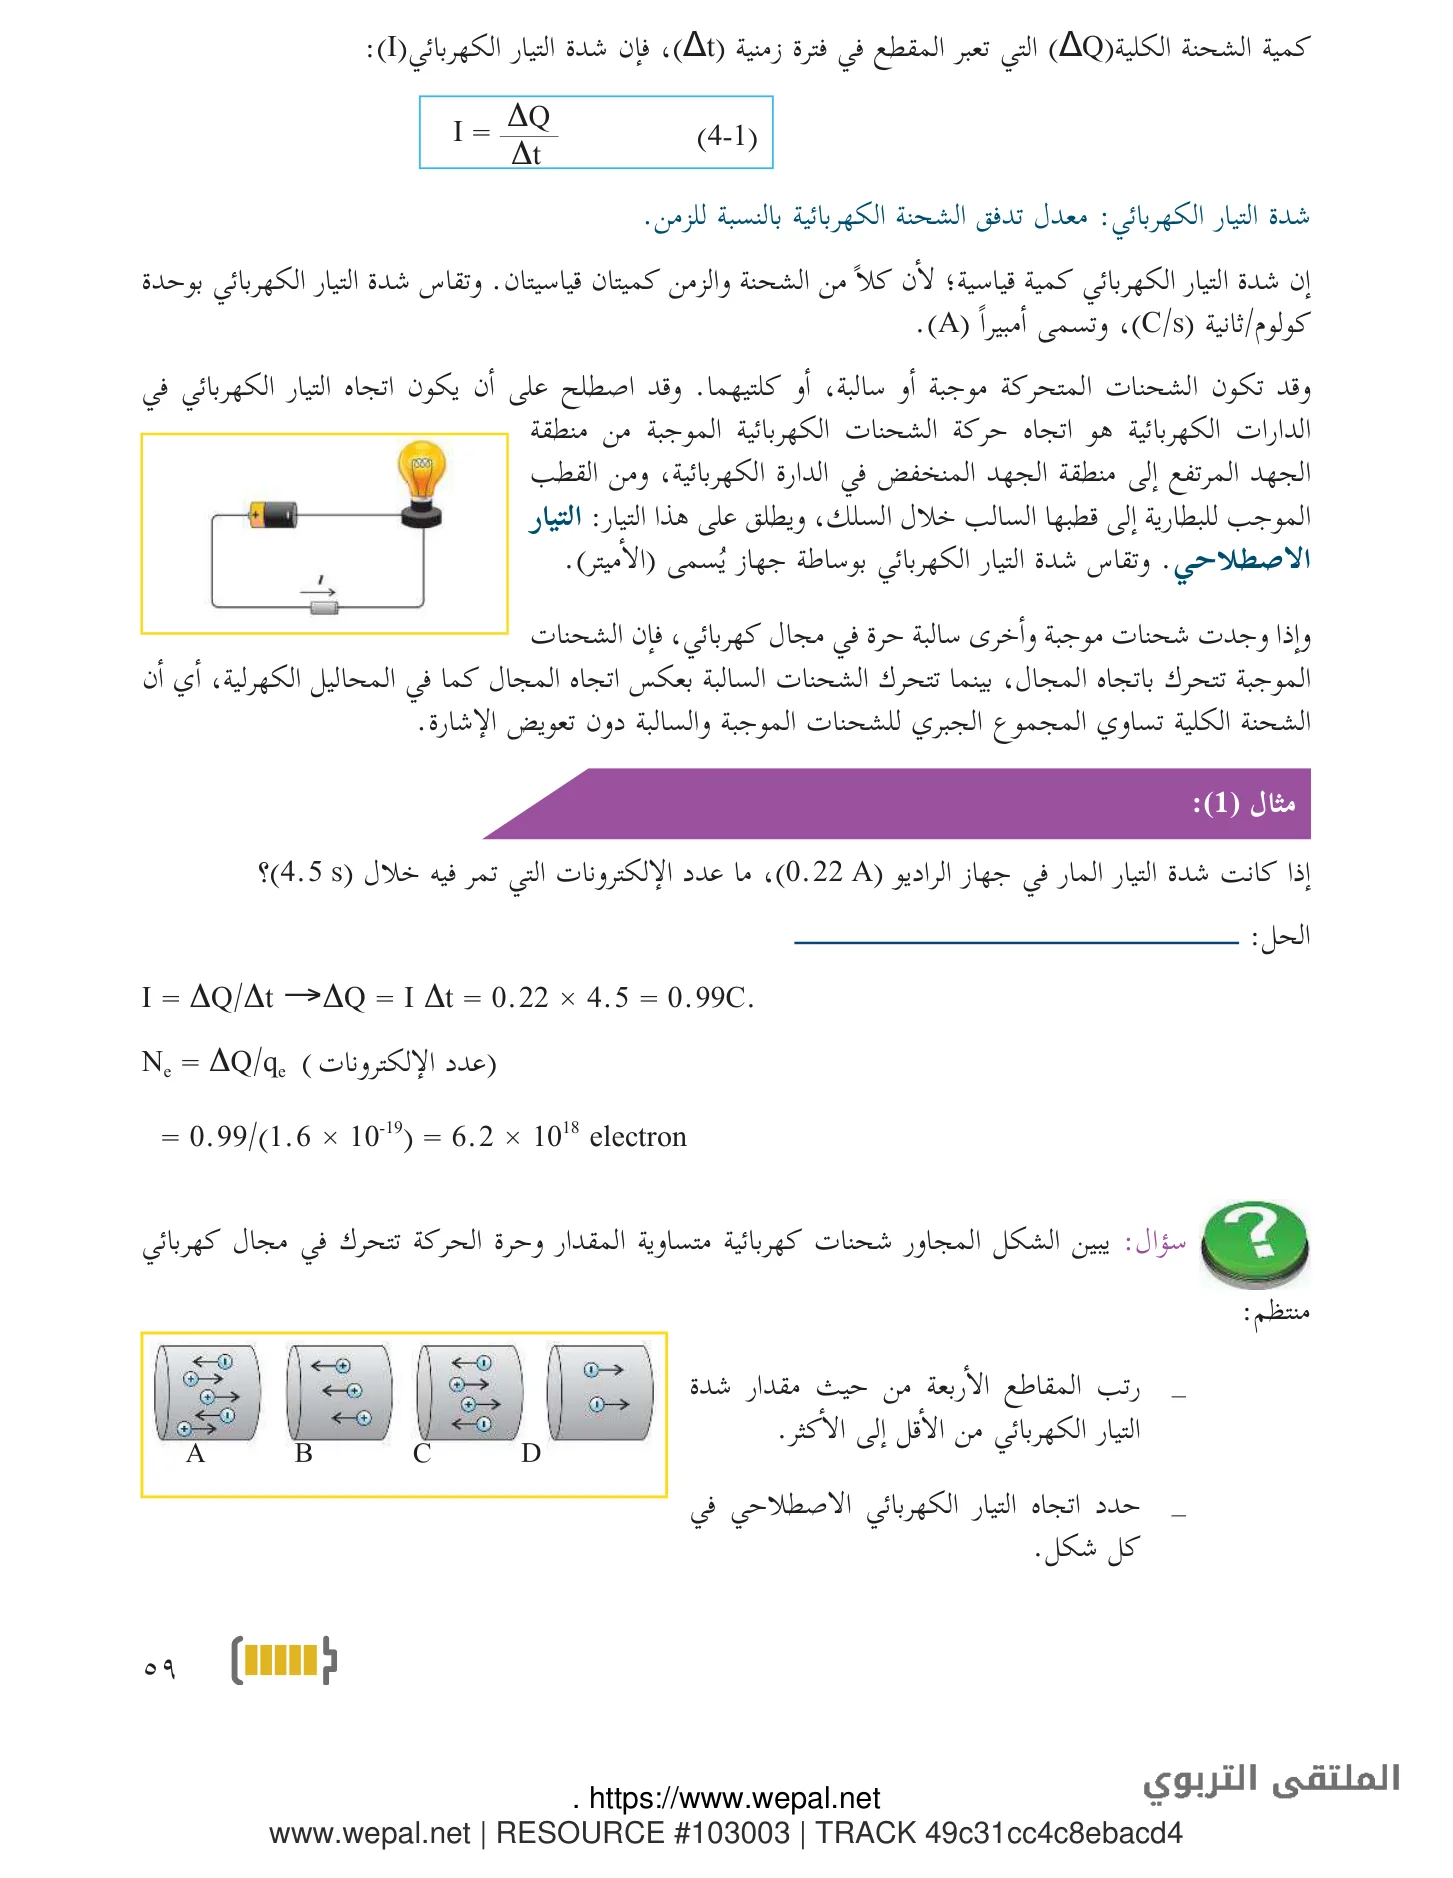 كمية الشحنة الكلية(ΔQ) التي تعبر المقطع في فترة زمنية (Δt)، فإن شدة التيار الكهربائي(I):
I = ΔQ/Δt (4-1)
شدة التيار الكهربائي: معدل تدفق الشحنة الكهربائية بالنسبة للزمن.
إن شدة التيار الكهربائي كمية قياسية؛ لأن كلاً من الشحنة والزمن كميتان قياسيتان. وتقاس شدة التيار الكهربائي بوحدة
كولوم/ثانية (C/s)، وتسمى أمبيراً (A).
وقد تكون الشحنات المتحركة موجبة أو سالبة، أو كلتيهما. وقد اصطلح على أن يكون اتجاه التيار الكهربائي في
الدارات الكهربائية هو اتجاه حركة الشحنات الكهربائية الموجبة من منطقة
الجهد المرتفع إلى منطقة الجهد المنخفض في الدارة الكهربائية، ومن القطب
الموجب للبطارية إلى قطبها السالب خلال السلك، ويطلق على هذا التيار: التيار
الاصطلاحي. وتقاس شدة التيار الكهربائي بوساطة جهاز يُسمى (الأميتر).
I
وإذا وجدت شحنات موجبة وأخرى سالبة حرة في مجال كهربائي، فإن الشحنات
الموجبة تتحرك باتجاه المجال، بينما تتحرك الشحنات السالبة بعكس اتجاه المجال كما في المحاليل الكهرلية، أي أن
الشحنة الكلية تساوي المجموع الجبري للشحنات الموجبة والسالبة دون تعويض الإشارة.
مثال (1):
إذا كانت شدة التيار المار في جهاز الراديو (0.22 A)، ما عدد الإلكترونات التي تمر فيه خلال (4.5 s)؟
الحل:
I = ΔQ/Δt →ΔQ = I Δt = 0.22 × 4.5 = 0.99C.
Nₑ = ΔQ/qₑ (عدد الإلكترونات )
= 0.99/(1.6 × 10⁻¹⁹) = 6.2 × 10¹⁸ electron
سؤال: يبين الشكل المجاور شحنات كهربائية متساوية المقدار وحرة الحركة تتحرك في مجال كهربائي
منتظم:
_ رتب المقاطع الأربعة من حيث مقدار شدة
التيار الكهربائي من الأقل إلى الأكثر.
_ حدد اتجاه التيار الكهربائي الاصطلاحي في
كل شكل.
A B C D
٥٩
الملتقى التربوي
. https://www.wepal.net
www.wepal.net | RESOURCE #103003 | TRACK 49c31cc4c8ebacd4